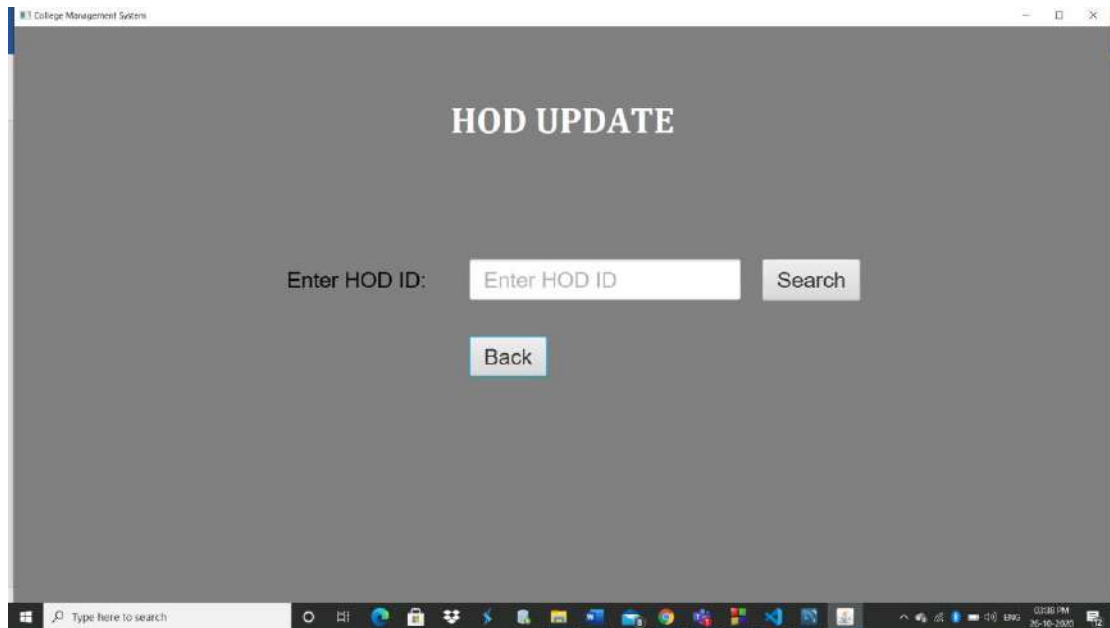 College Management System
HOD UPDATE
Enter HOD ID:
Enter HOD ID
Search
Back
Type here to search
ENG
03:38 PM
26-10-2020